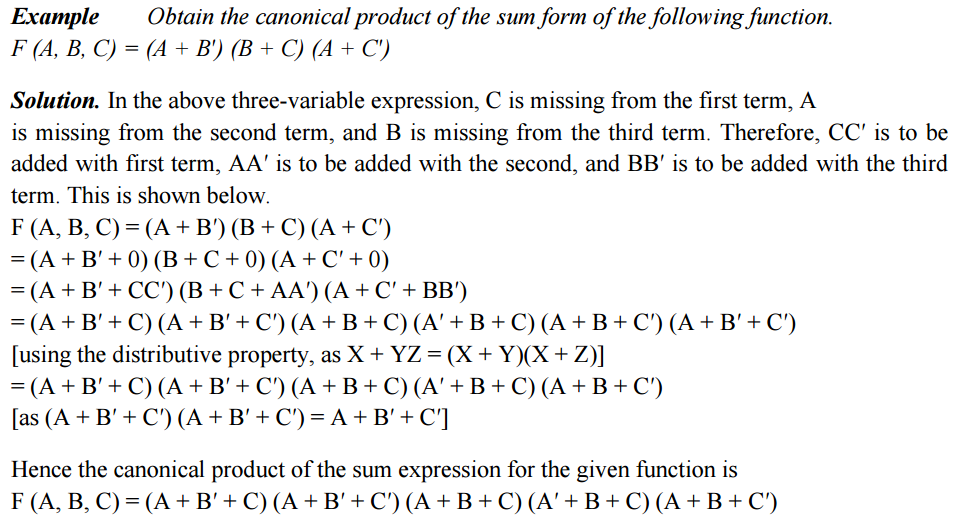 Example Obtain the canonical product of the sum form of the following function.
F (A, B, C) = (A + B′) (B + C) (A + C′)
Solution. In the above three-variable expression, C is missing from the first term, A
is missing from the second term, and B is missing from the third term. Therefore, CC′ is to be
added with first term, AA′ is to be added with the second, and BB′ is to be added with the third
term. This is shown below.
F (A, B, C) = (A + B′) (B + C) (A + C′)
= (A + B′ + 0) (B + C + 0) (A + C′ + 0)
= (A + B′ + CC′) (B + C + AA′) (A + C′ + BB′)
= (A + B′ + C) (A + B′ + C′) (A + B + C) (A′ + B + C) (A + B + C′) (A + B′ + C′)
[using the distributive property, as X + YZ = (X + Y)(X + Z)]
= (A + B′ + C) (A + B′ + C′) (A + B + C) (A′ + B + C) (A + B + C′)
[as (A + B′ + C′) (A + B′ + C′) = A + B′ + C′]
Hence the canonical product of the sum expression for the given function is
F (A, B, C) = (A + B′ + C) (A + B′ + C′) (A + B + C) (A′ + B + C) (A + B + C′)